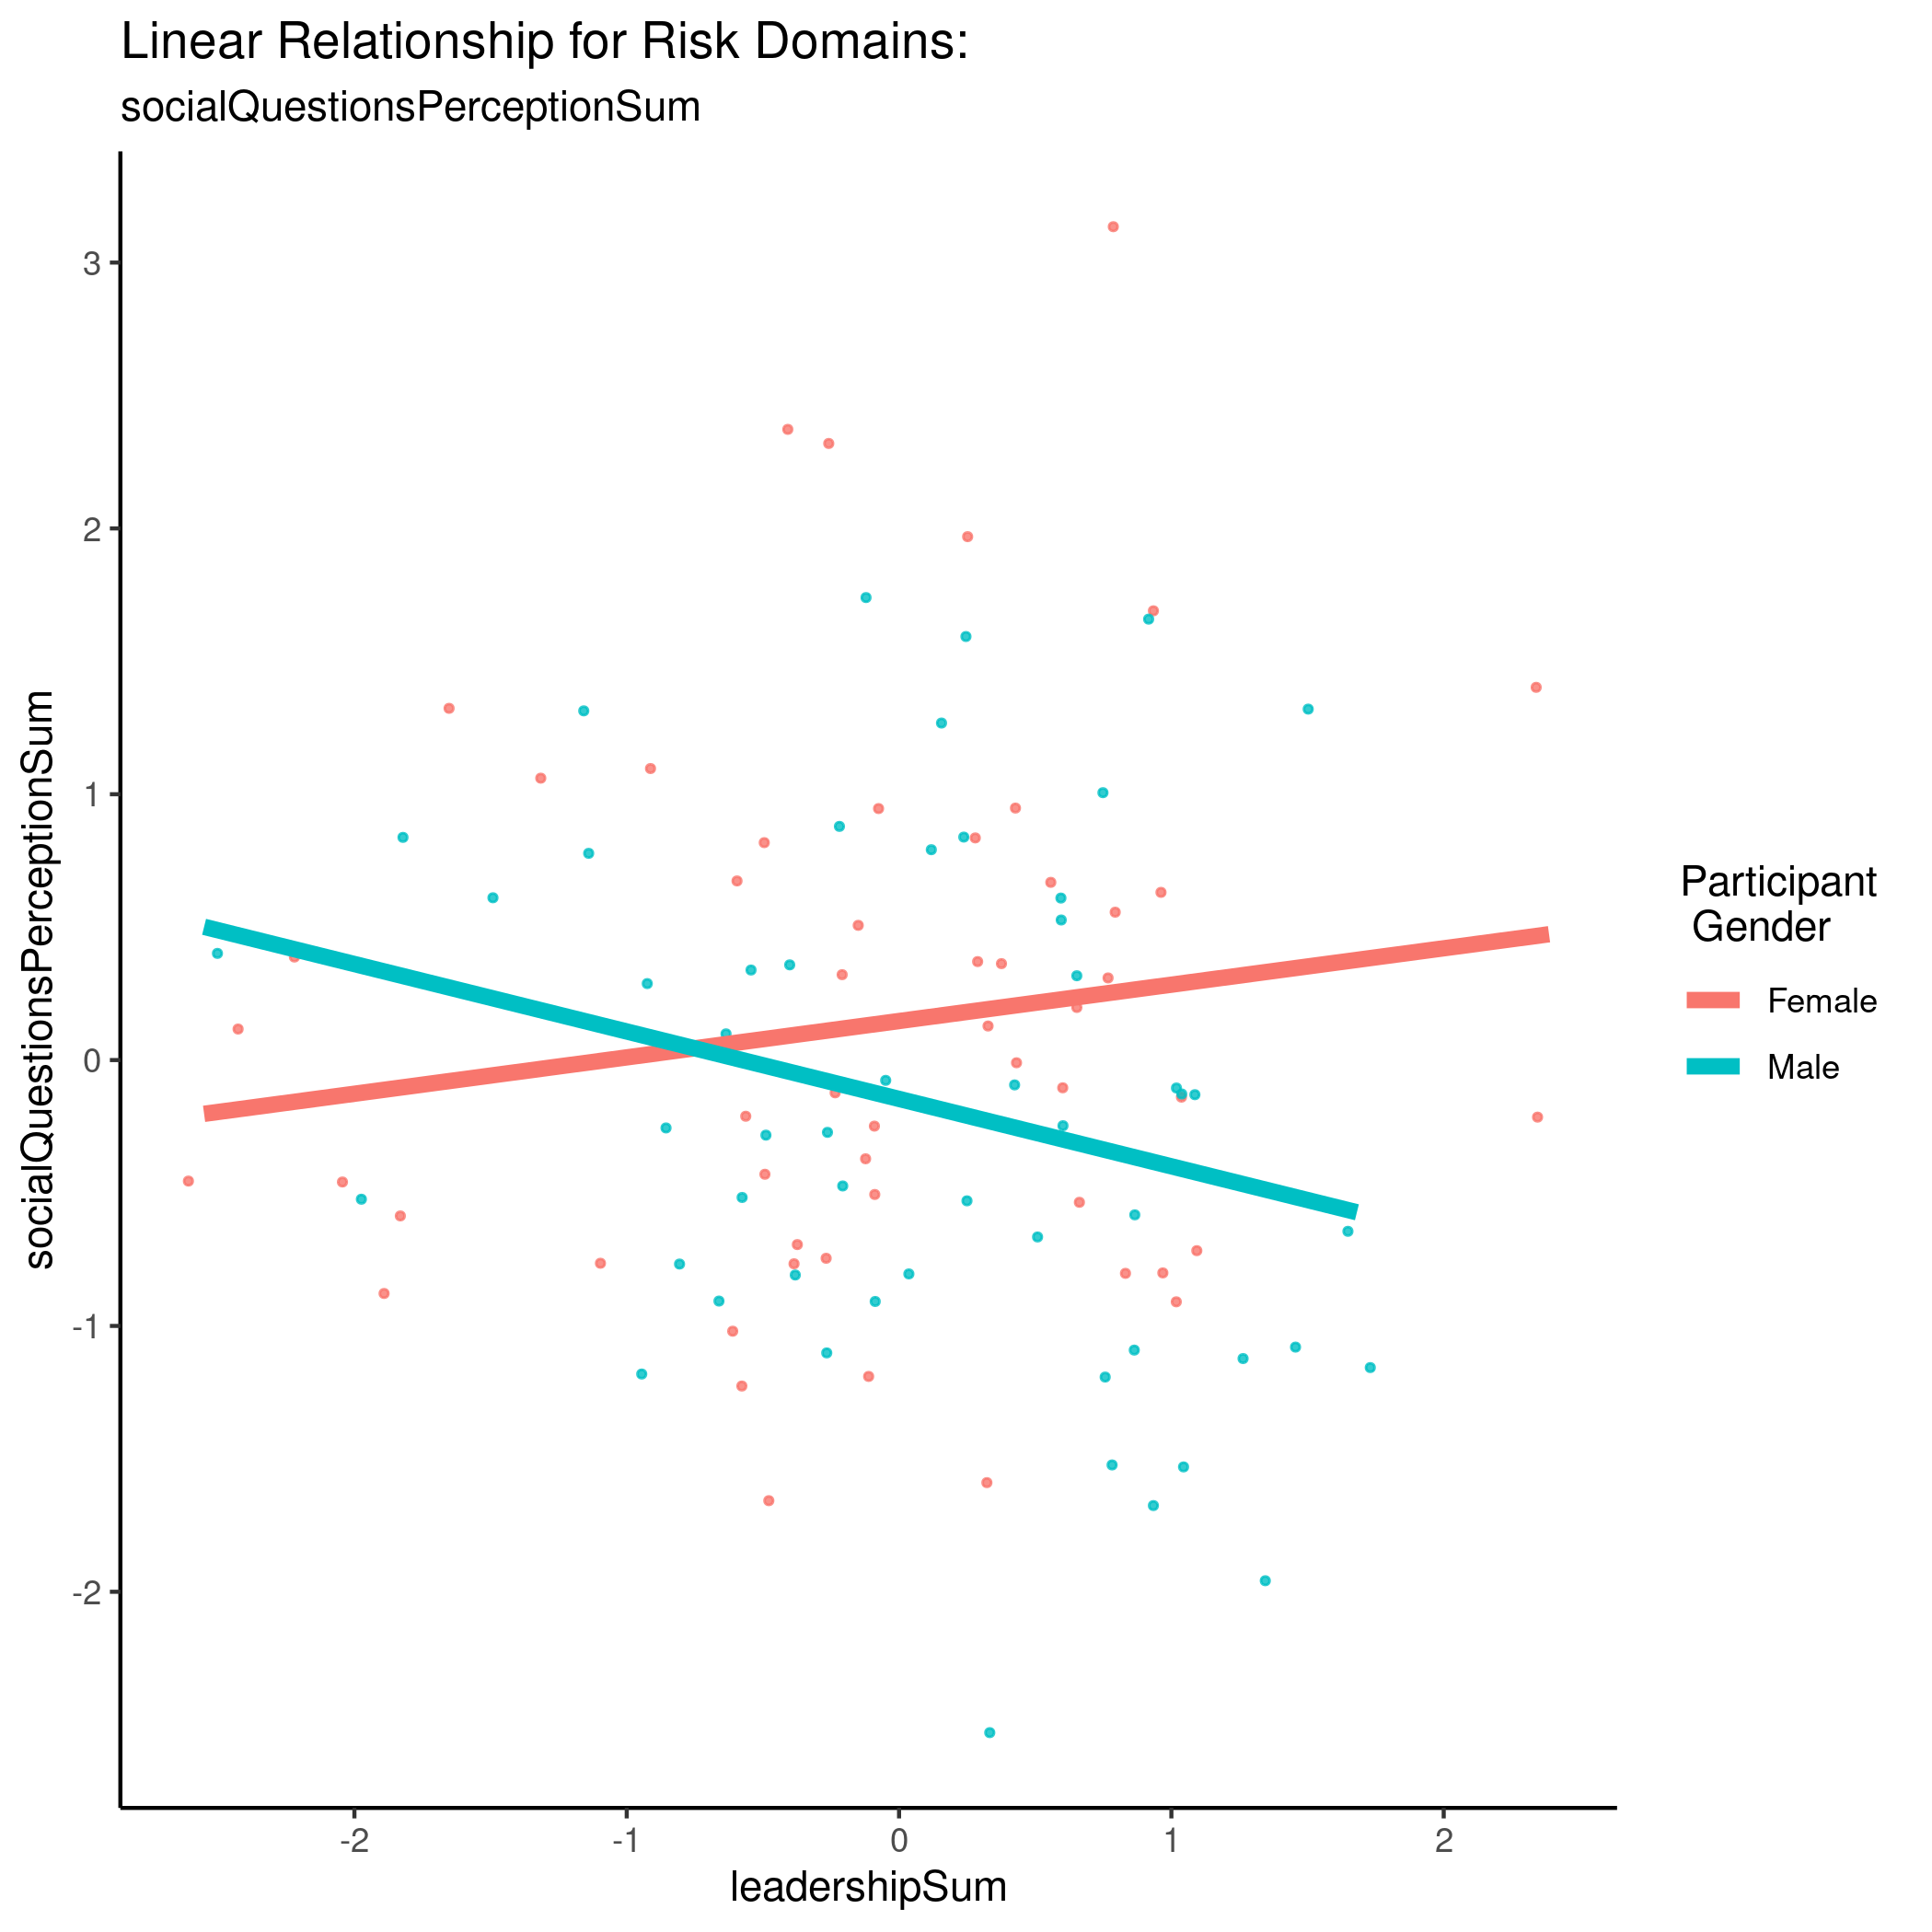 Linear Relationship for Risk Domains:
socialQuestionsPerceptionSum
socialQuestionsPerceptionSum
3
2
1
0
-1
-2
-2
-1
0
1
2
leadershipSum
Participant
Gender
Female
Male